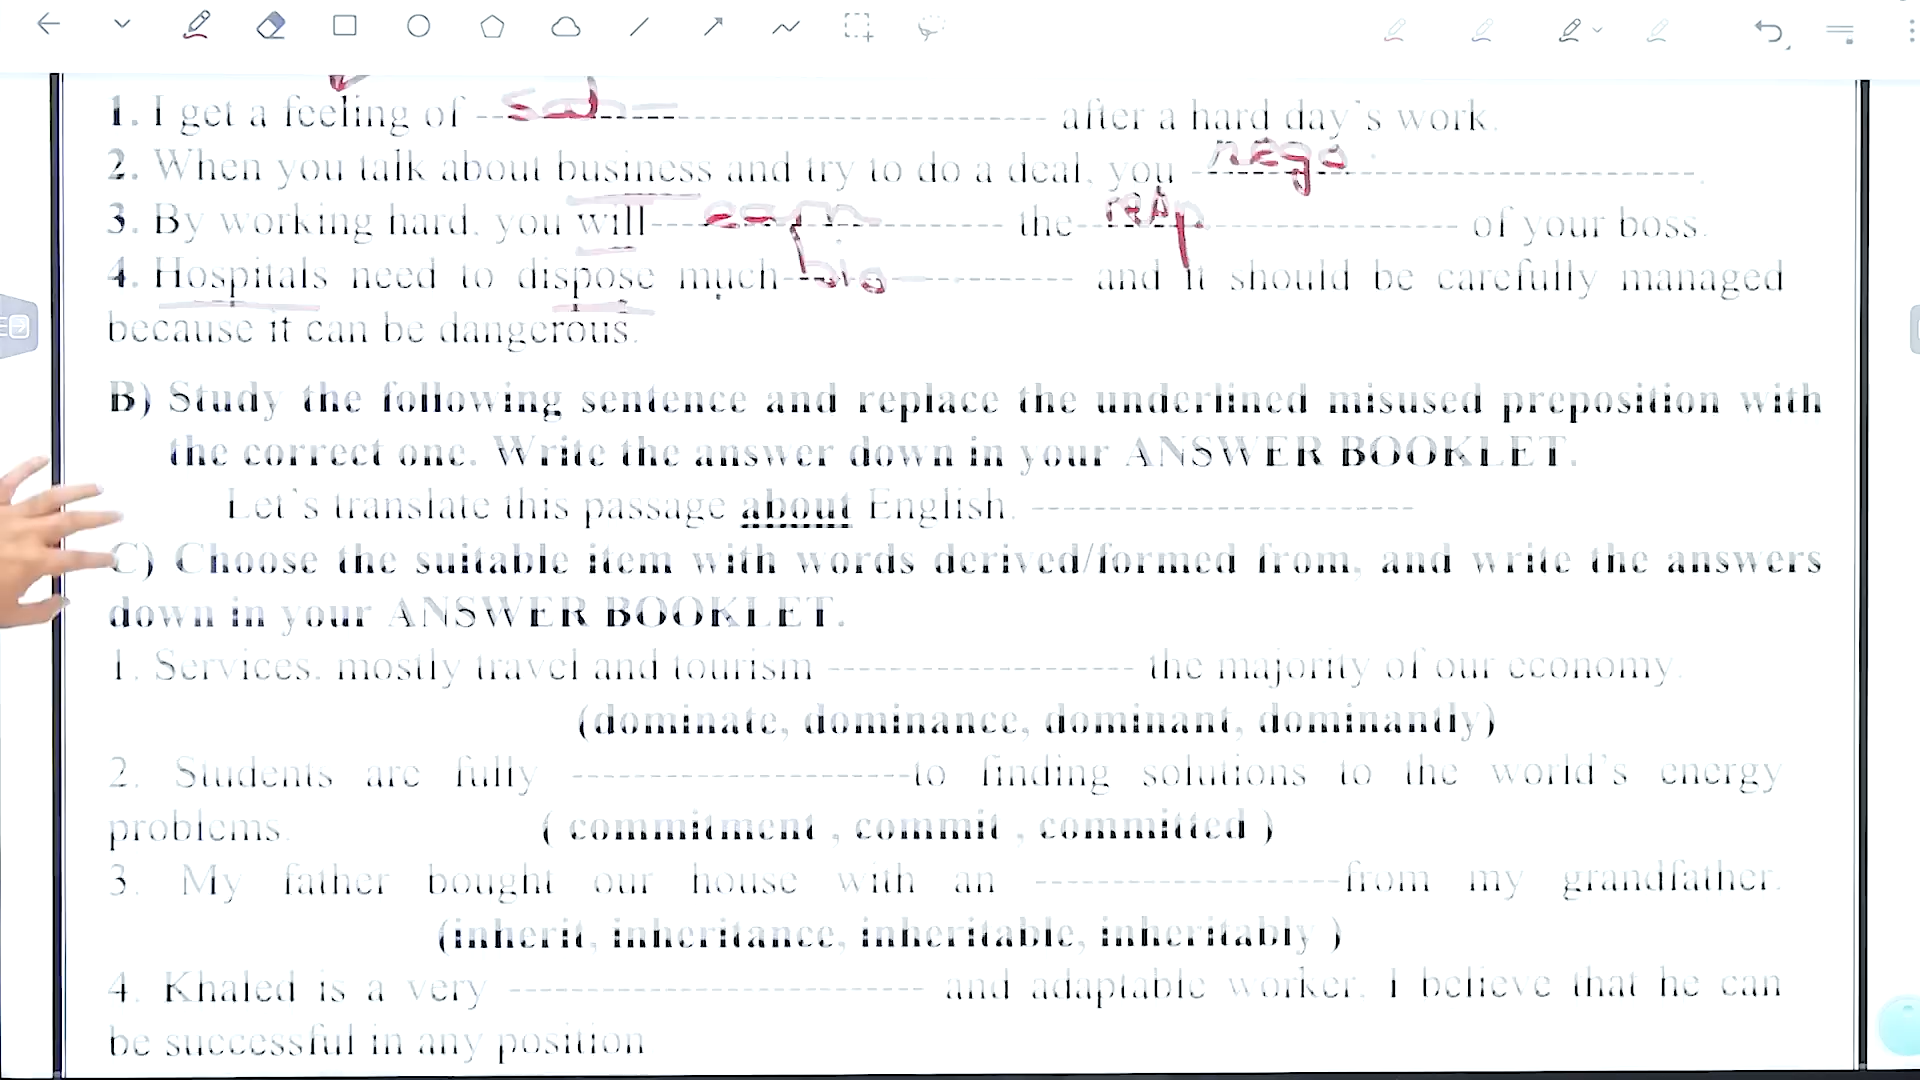 1. I get a feeling of ---------- after a hard day's work.
2. When you talk about business and try to do a deal, you nego ----------.
3. By working hard, you will ---- earn ---- the ---- resp ---- of your boss.
4. Hospitals need to dispose much -- bio ---------- and it should be carefully managed
because it can be dangerous.
B) Study the following sentence and replace the underlined misused preposition with
the correct one. Write the answer down in your ANSWER BOOKLET.
Let's translate this passage about English. ----------------------
C) Choose the suitable item with words derived/formed from, and write the answers
down in your ANSWER BOOKLET.
1. Services, mostly travel and tourism ------------------ the majority of our economy.
(dominate, dominance, dominant, dominantly)
2. Students are fully --------------------to finding solutions to the world's energy
problems. ( commitment , commit , committed )
3. My father bought our house with an ------------------from my grandfather.
(inherit, inheritance, inheritable, inheritably )
4. Khaled is a very ------------------------ and adaptable worker. I believe that he can
be successful in any position